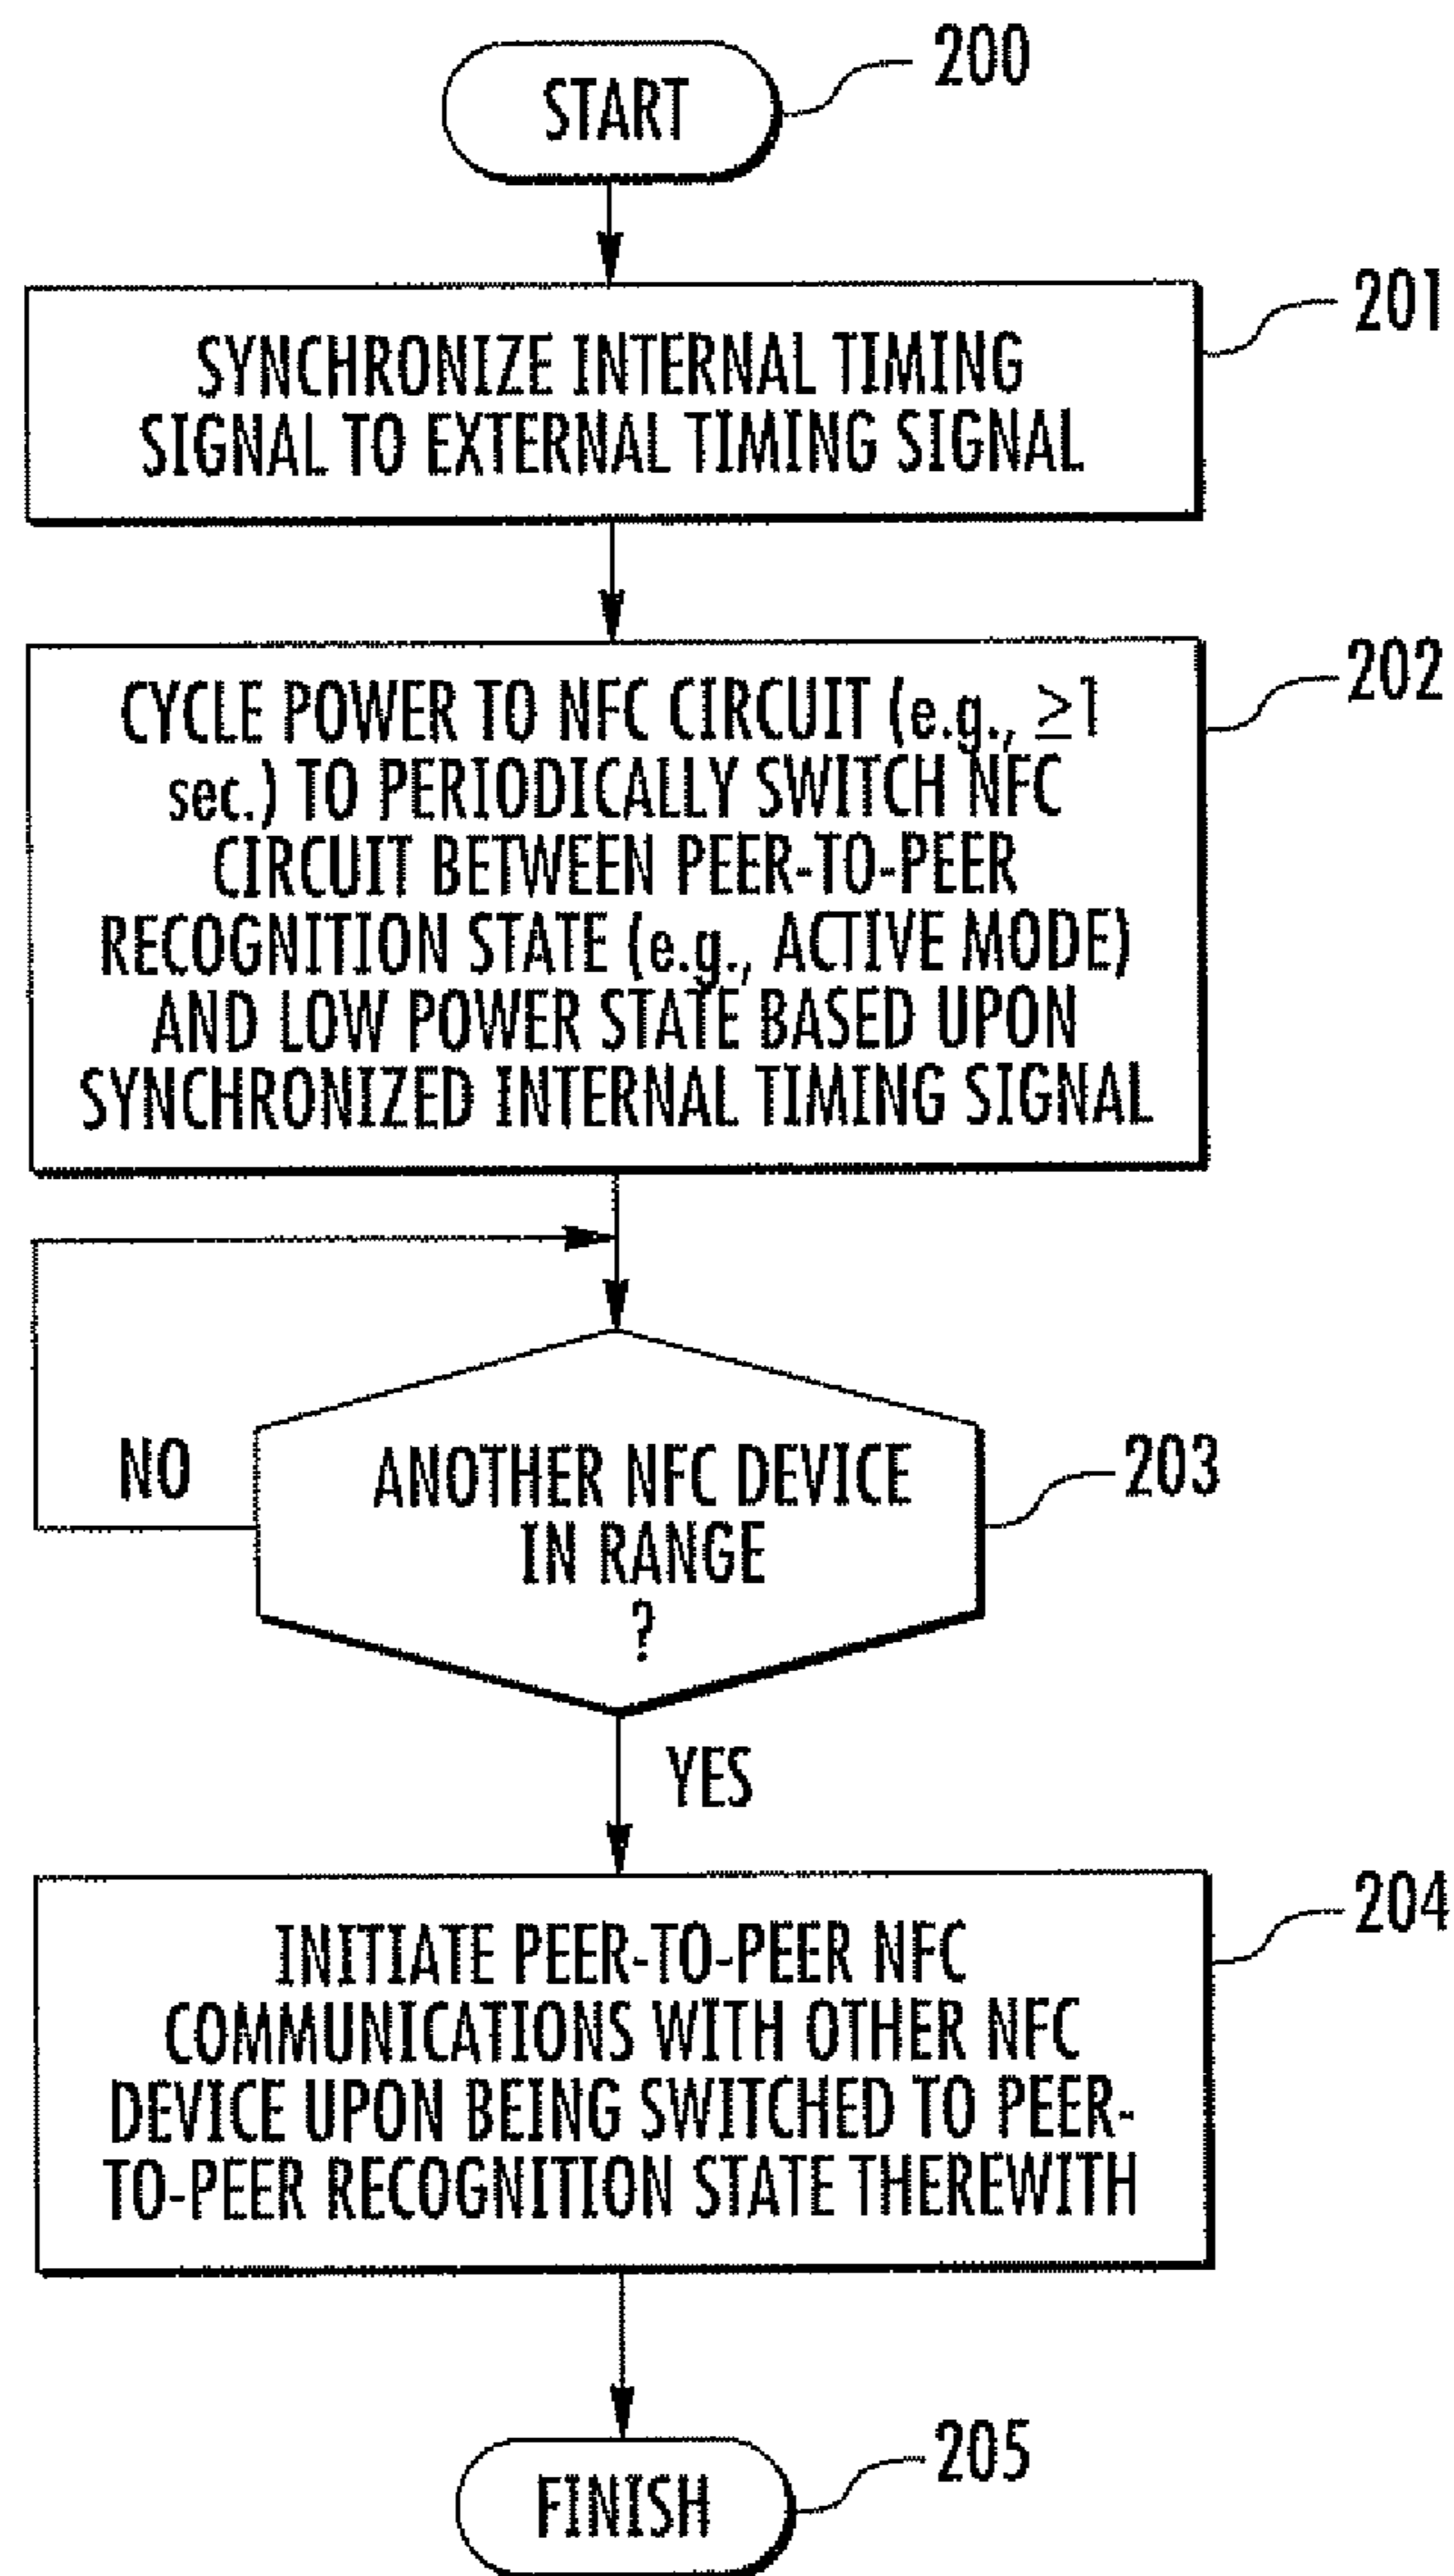 START
200
SYNCHRONIZE INTERNAL TIMING
SIGNAL TO EXTERNAL TIMING SIGNAL
201
CYCLE POWER TO NFC CIRCUIT (e.g., ≥1
sec.) TO PERIODICALLY SWITCH NFC
CIRCUIT BETWEEN PEER-TO-PEER
RECOGNITION STATE (e.g., ACTIVE MODE)
AND LOW POWER STATE BASED UPON
SYNCHRONIZED INTERNAL TIMING SIGNAL
202
ANOTHER NFC DEVICE
IN RANGE
?
203
NO
YES
INITIATE PEER-TO-PEER NFC
COMMUNICATIONS WITH OTHER NFC
DEVICE UPON BEING SWITCHED TO PEER-
TO-PEER RECOGNITION STATE THEREWITH
204
FINISH
205